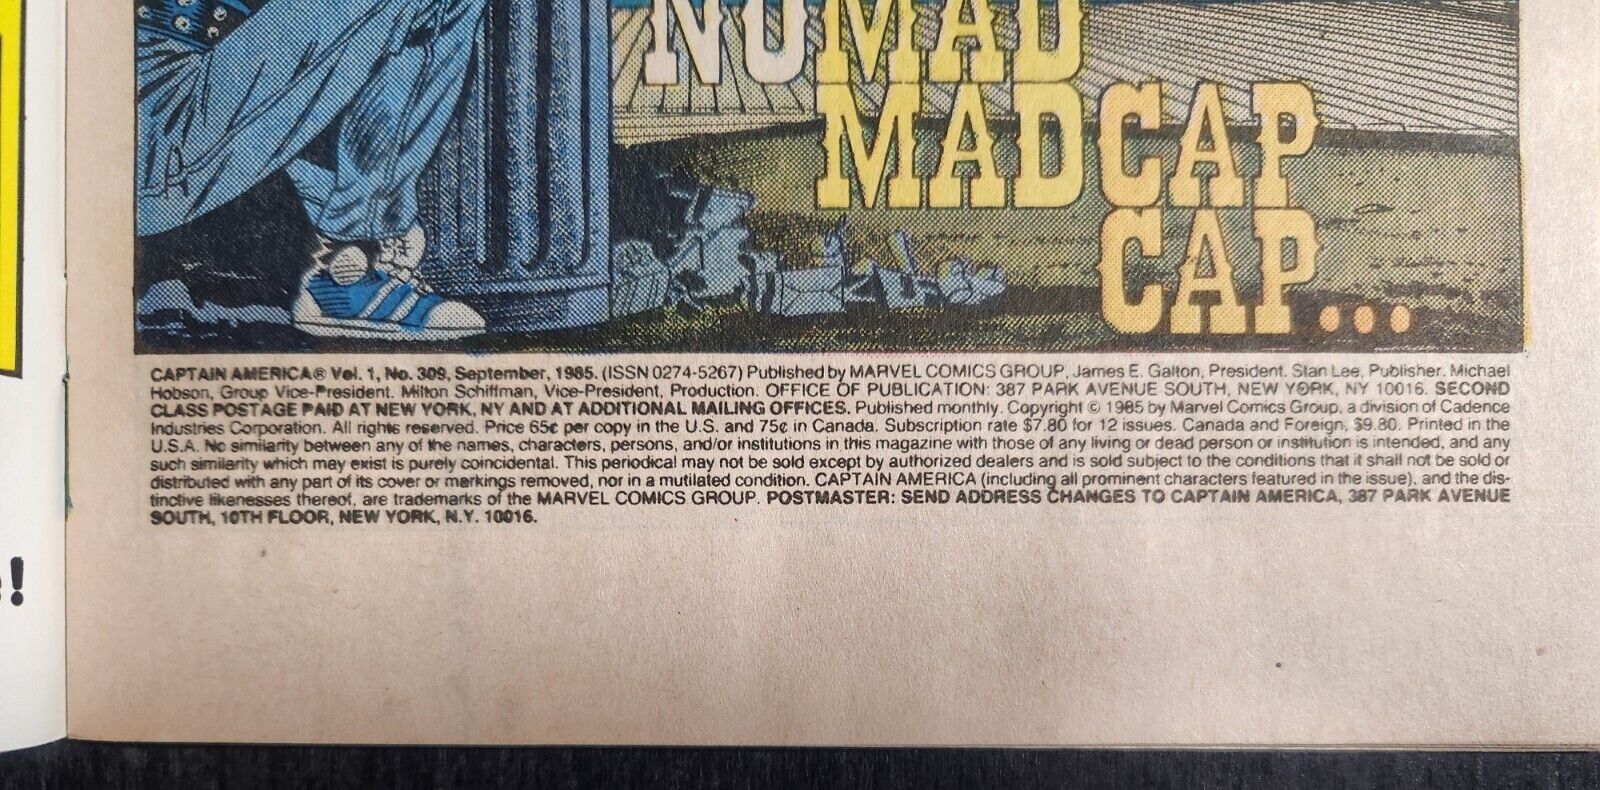 NOMAD
MADCAP
CAP
CAP...
CAPTAIN AMERICA® Vol. 1, No. 309, September, 1985. (ISSN 0274-5267) Published by MARVEL COMICS GROUP, James E. Galton, President. Stan Lee, Publisher. Michael
Hobson, Group Vice-President. Milton Schiffman, Vice-President, Production. OFFICE OF PUBLICATION: 387 PARK AVENUE SOUTH, NEW YORK, NY 10016. SECOND
CLASS POSTAGE PAID AT NEW YORK, NY AND AT ADDITIONAL MAILING OFFICES. Published monthly. Copyright © 1985 by Marvel Comics Group, a division of Cadence
Industries Corporation. All rights reserved. Price 65¢ per copy in the U.S. and 75¢ in Canada. Subscription rate $7.80 for 12 issues. Canada and Foreign, $9.80. Printed in the
U.S.A. No similarity between any of the names, characters, persons, and/or institutions in this magazine with those of any living or dead person or institution is intended, and any
such similarity which may exist is purely coincidental. This periodical may not be sold except by authorized dealers and is sold subject to the conditions that it shall not be sold or
distributed with any part of its cover or markings removed, nor in a mutilated condition. CAPTAIN AMERICA (including all prominent characters featured in the issue), and the dis-
tinctive likenesses thereof, are trademarks of the MARVEL COMICS GROUP. POSTMASTER: SEND ADDRESS CHANGES TO CAPTAIN AMERICA, 387 PARK AVENUE
SOUTH, 10TH FLOOR, NEW YORK, N.Y. 10016.
!